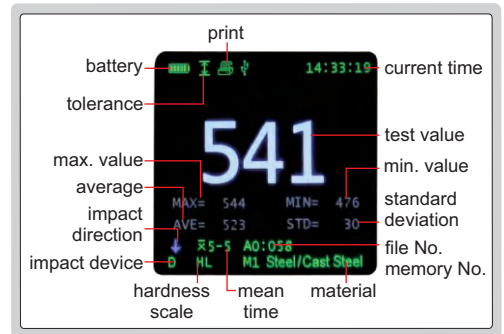 print
battery
14:33:19
current time
tolerance
541
test value
max. value
min. value
MAX= 544 MIN= 476
average
standard
deviation
AVE= 523 STD= 30
impact
direction
x̄5-5 A0:058
file No.
memory No.
impact device
D HL M1 Steel/Cast Steel
hardness
scale
mean
time
material